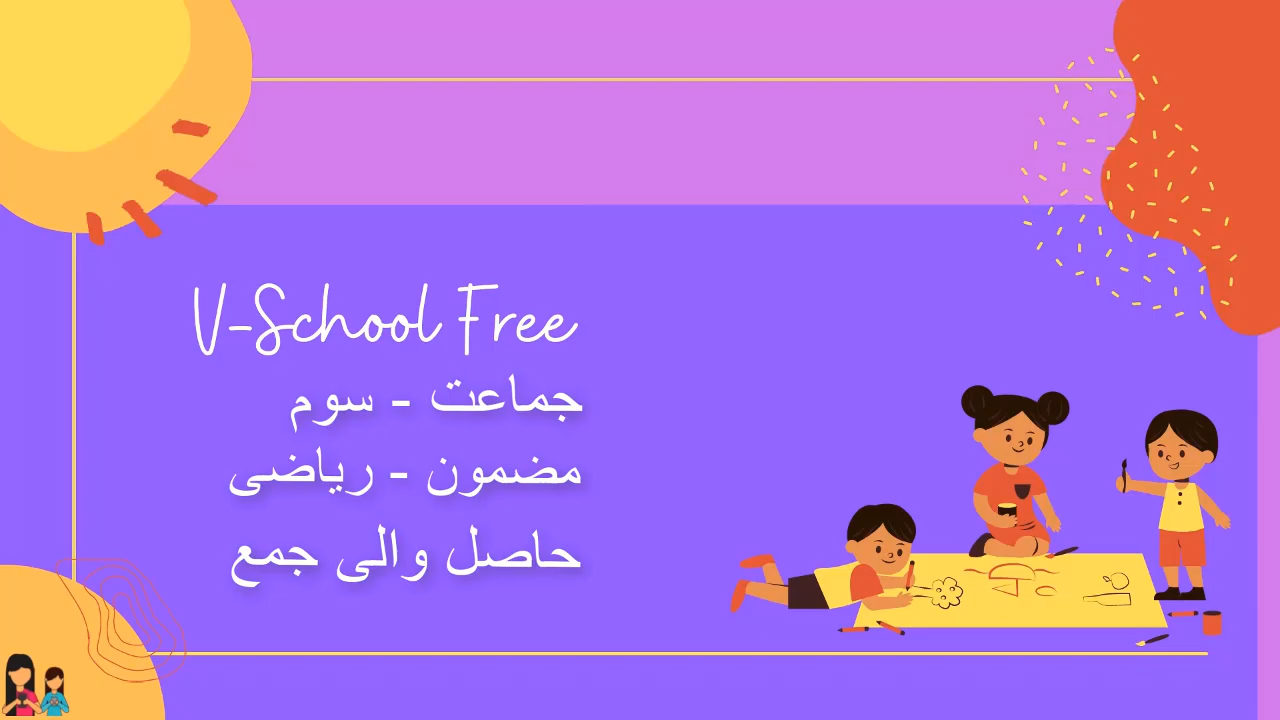 V-School Free
جماعت - سوم
مضمون - ریاضی
حاصل والی جمع